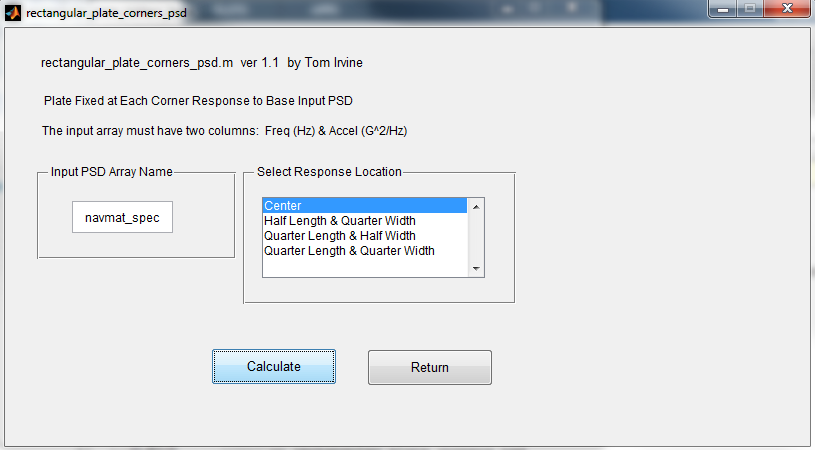 rectangular_plate_corners_psd
rectangular_plate_corners_psd.m ver 1.1 by Tom Irvine
Plate Fixed at Each Corner Response to Base Input PSD
The input array must have two columns: Freq (Hz) & Accel (G^2/Hz)
Input PSD Array Name
navmat_spec
Select Response Location
Center
Half Length & Quarter Width
Quarter Length & Half Width
Quarter Length & Quarter Width
Calculate
Return